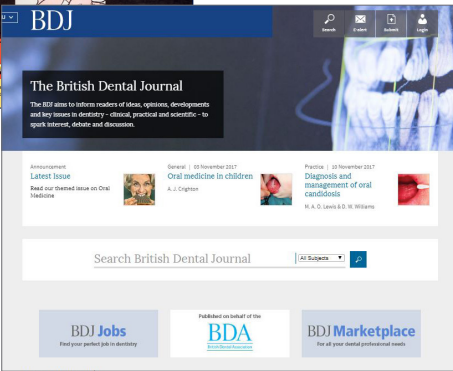 BDJ
Search
E-alert
Submit
Login
The British Dental Journal
The BDJ aims to inform readers of ideas, opinions, developments
and key issues in dentistry - clinical, practical and scientific - to
spark interest, debate and discussion.
Announcement
Latest Issue
Read our themed issue on Oral
Medicine
General | 03 November 2017
Oral medicine in children
A. J. Crighton
Practice | 10 November 2017
Diagnosis and
management of oral
candidosis
M. A. O. Lewis & D. W. Williams
Search British Dental Journal
All Subjects
BDJ Jobs
Find your perfect job in dentistry
Published on behalf of the
BDA
British Dental Association
BDJ Marketplace
For all your dental professional needs